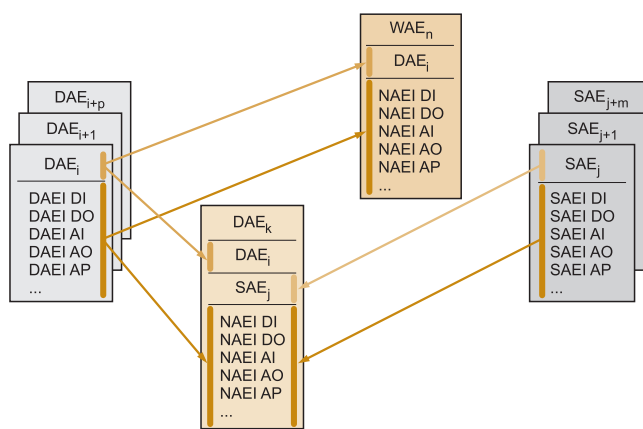 WAEn
DAEi
NAEI DI
NAEI DO
NAEI AI
NAEI AO
NAEI AP
...
DAEi+p
DAEi+1
DAEi
DAEI DI
DAEI DO
DAEI AI
DAEI AO
DAEI AP
...
SAEj+m
SAEj+1
SAEj
SAEI DI
SAEI DO
SAEI AI
SAEI AO
SAEI AP
...
DAEk
DAEi
SAEj
NAEI DI
NAEI DO
NAEI AI
NAEI AO
NAEI AP
...